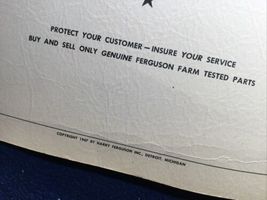 PROTECT YOUR CUSTOMER — INSURE YOUR SERVICE
BUY AND SELL ONLY GENUINE FERGUSON FARM TESTED PARTS
COPYRIGHT 1947 BY HARRY FERGUSON INC., DETROIT, MICHIGAN